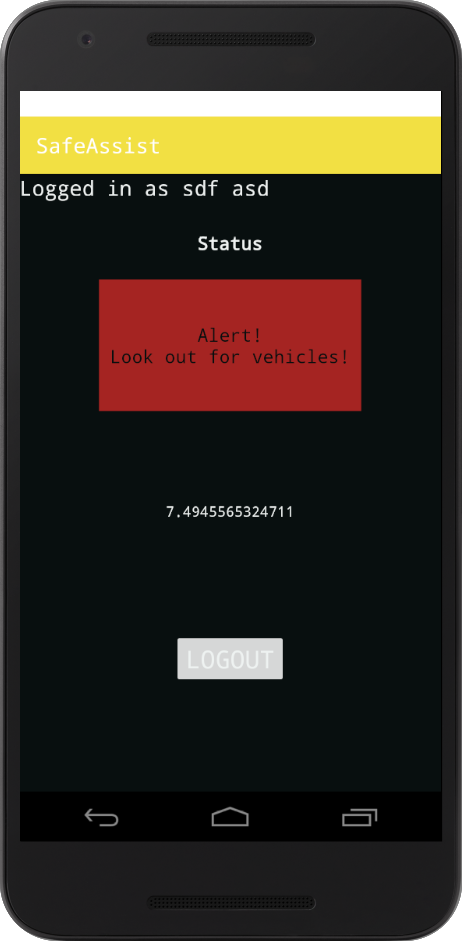 SafeAssist
Logged in as sdf asd
Status
Alert!
Look out for vehicles!
7.4945565324711
LOGOUT